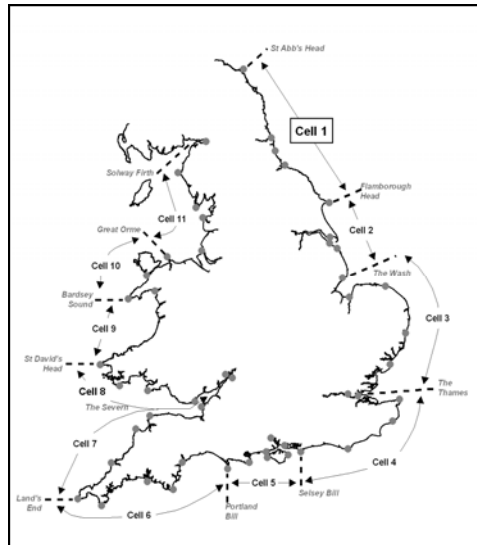 St Abb's Head
Cell 1
Solway Firth
Flamborough
Head
Great Orme
Cell 11
Cell 2
Cell 10
The Wash
Bardsey
Sound
Cell 9
Cell 3
St David's
Head
Cell 8
The Severn
The
Thames
Cell 7
Cell 4
Land's
End
Cell 6
Portland
Bill
Cell 5
Selsey Bill